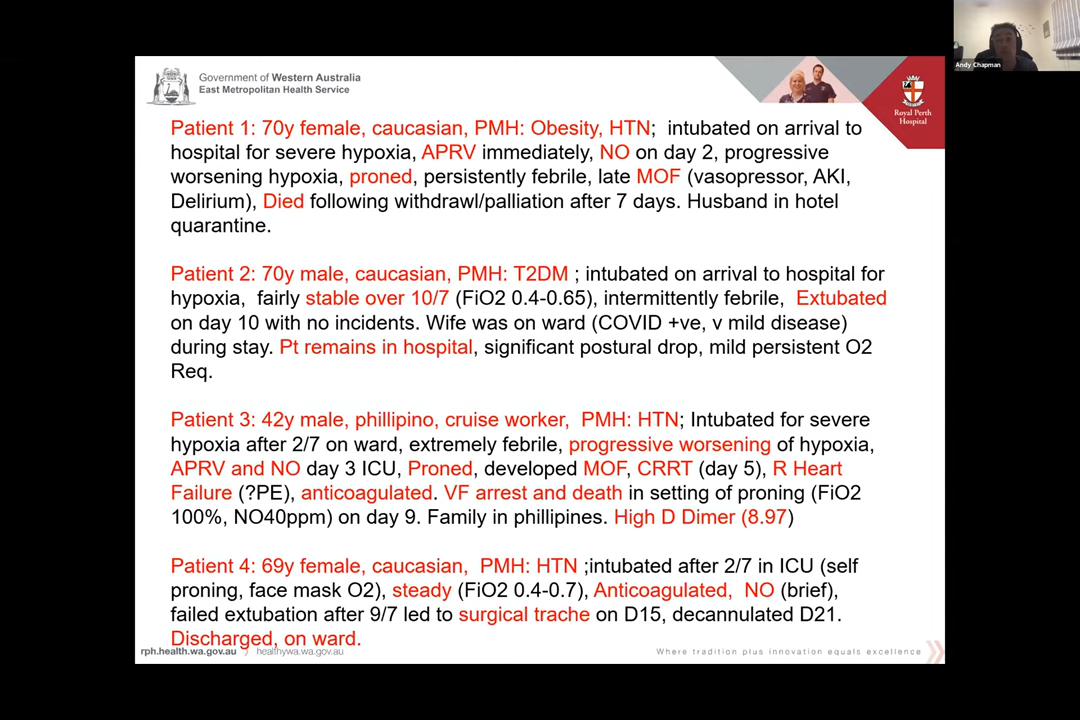 Andy Chapman
Government of Western Australia
East Metropolitan Health Service
Royal Perth
Hospital
Patient 1: 70y female, caucasian, PMH: Obesity, HTN;  intubated on arrival to
hospital for severe hypoxia, APRV immediately, NO on day 2, progressive
worsening hypoxia, proned, persistently febrile, late MOF (vasopressor, AKI,
Delirium), Died following withdrawl/palliation after 7 days. Husband in hotel
quarantine.
Patient 2: 70y male, caucasian, PMH: T2DM ; intubated on arrival to hospital for
hypoxia,  fairly stable over 10/7 (FiO2 0.4-0.65), intermittently febrile,  Extubated
on day 10 with no incidents. Wife was on ward (COVID +ve, v mild disease)
during stay. Pt remains in hospital, significant postural drop, mild persistent O2
Req.
Patient 3: 42y male, phillipino, cruise worker,  PMH: HTN; Intubated for severe
hypoxia after 2/7 on ward, extremely febrile, progressive worsening of hypoxia,
APRV and NO day 3 ICU, Proned, developed MOF, CRRT (day 5), R Heart
Failure (?PE), anticoagulated. VF arrest and death in setting of proning (FiO2
100%, NO40ppm) on day 9. Family in phillipines. High D Dimer (8.97)
Patient 4: 69y female, caucasian,  PMH: HTN ;intubated after 2/7 in ICU (self
proning, face mask O2), steady (FiO2 0.4-0.7), Anticoagulated,  NO (brief),
failed extubation after 9/7 led to surgical trache on D15, decannulated D21.
Discharged, on ward.
rph.health.wa.gov.au / healthywa.wa.gov.au
Where tradition plus innovation equals excellence